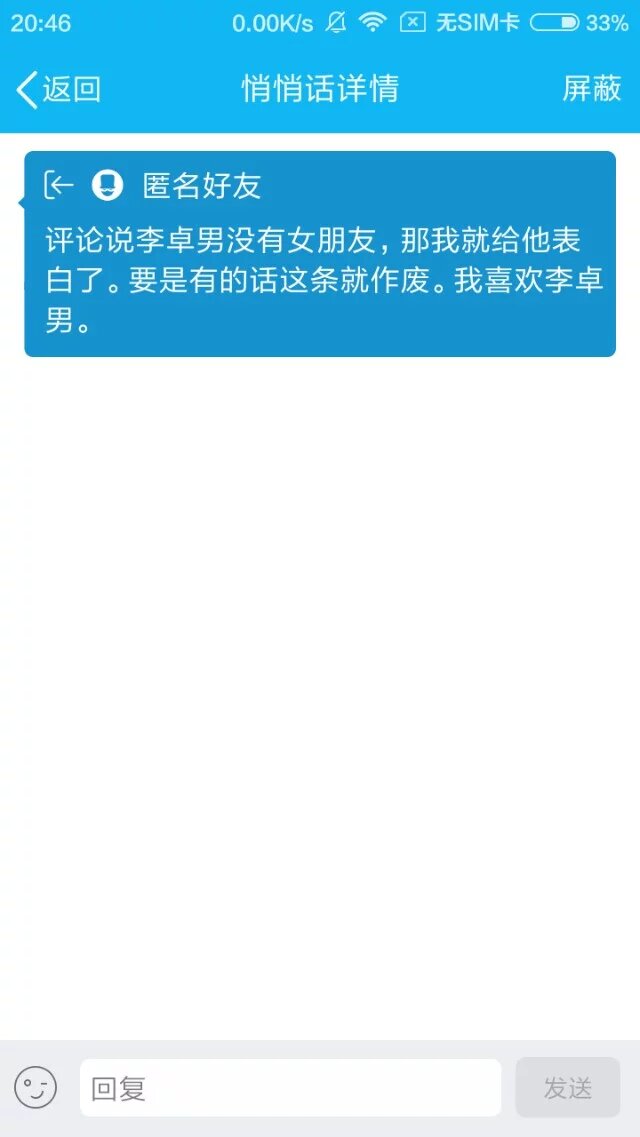 20:46 0.00K/s 无SIM卡 33%
返回 悄悄话详情 屏蔽
匿名好友
评论说李卓男没有女朋友,那我就给他表
白了。要是有的话这条就作废。我喜欢李卓
男。
回复 发送